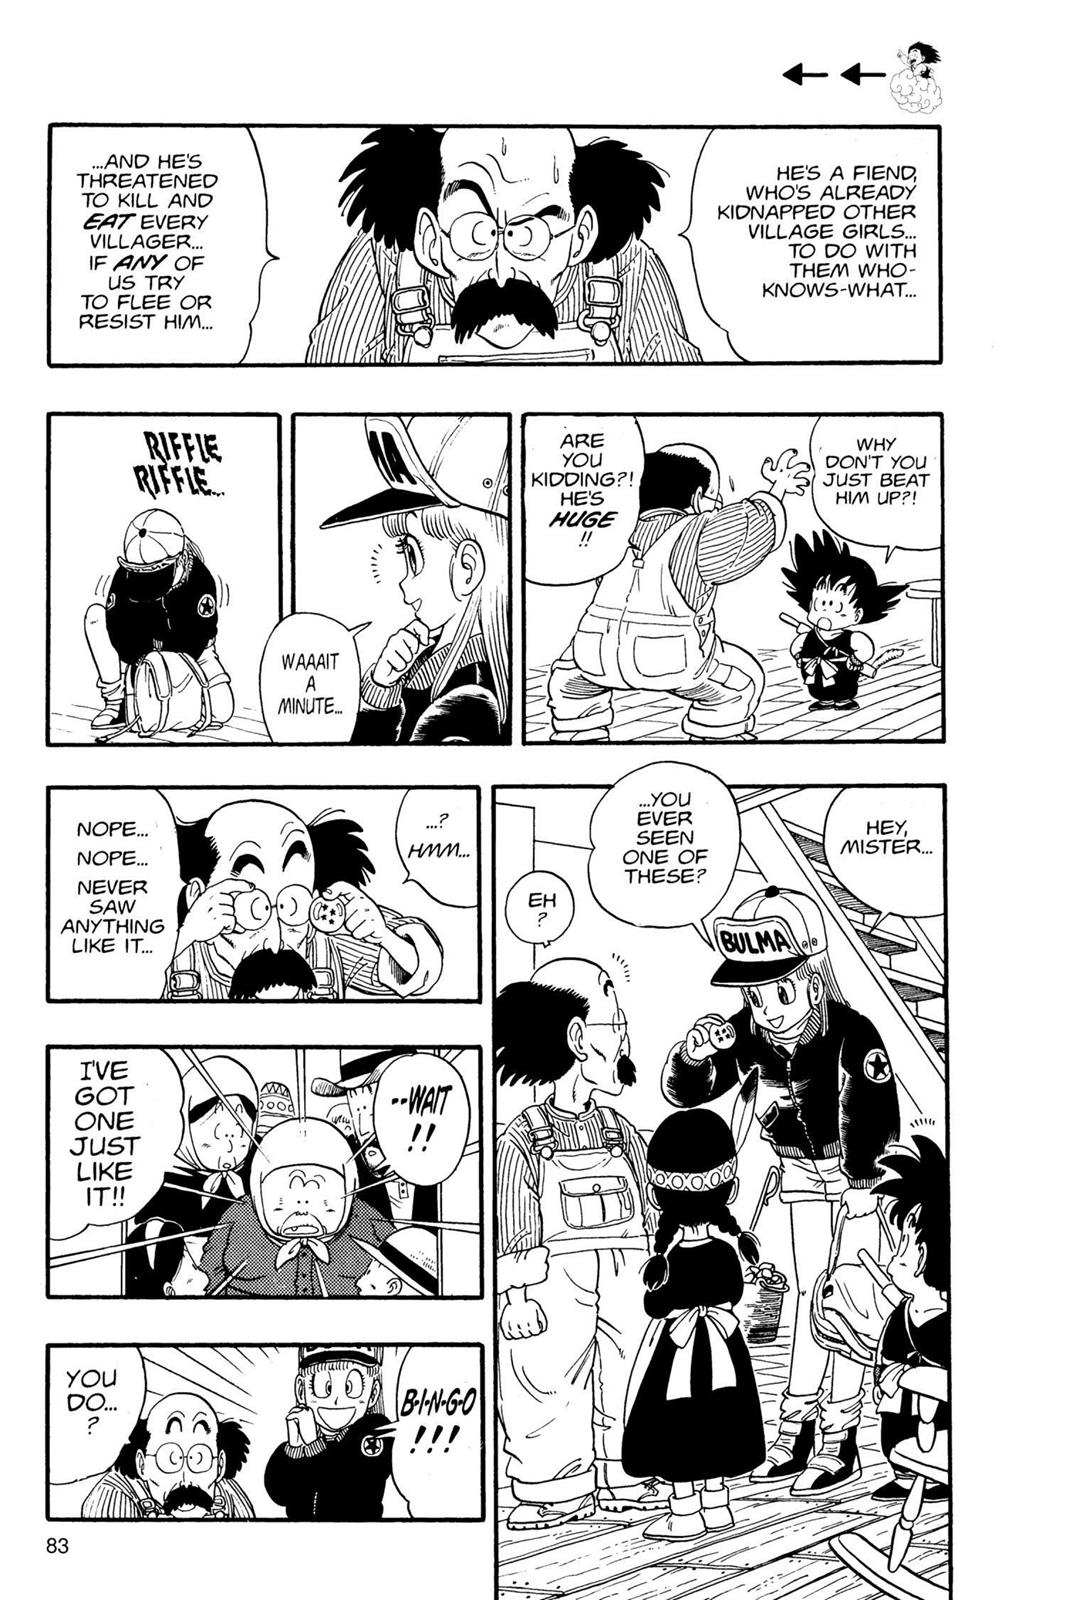 HE'S A FIEND,
WHO'S ALREADY
KIDNAPPED OTHER
VILLAGE GIRLS...
TO DO WITH
THEM WHO-
KNOWS-WHAT...
...AND HE'S
THREATENED
TO KILL AND
EAT EVERY
VILLAGER...
IF ANY OF
US TRY
TO FLEE OR
RESIST HIM...
WHY
DON'T YOU
JUST BEAT
HIM UP?!
ARE
YOU
KIDDING?!
HE'S
HUGE
!!
MA
WAAAIT
A
MINUTE...
RIFFLE
RIFFLE...
HEY,
MISTER...
...YOU
EVER
SEEN
ONE OF
THESE?
EH
?
BULMA
...?
HMM...
NOPE...
NOPE...
NEVER
SAW
ANYTHING
LIKE IT...
--WAIT
!!
I'VE
GOT
ONE
JUST
LIKE
IT!!
B-I-N-G-O
!!!
YOU
DO...
?
83